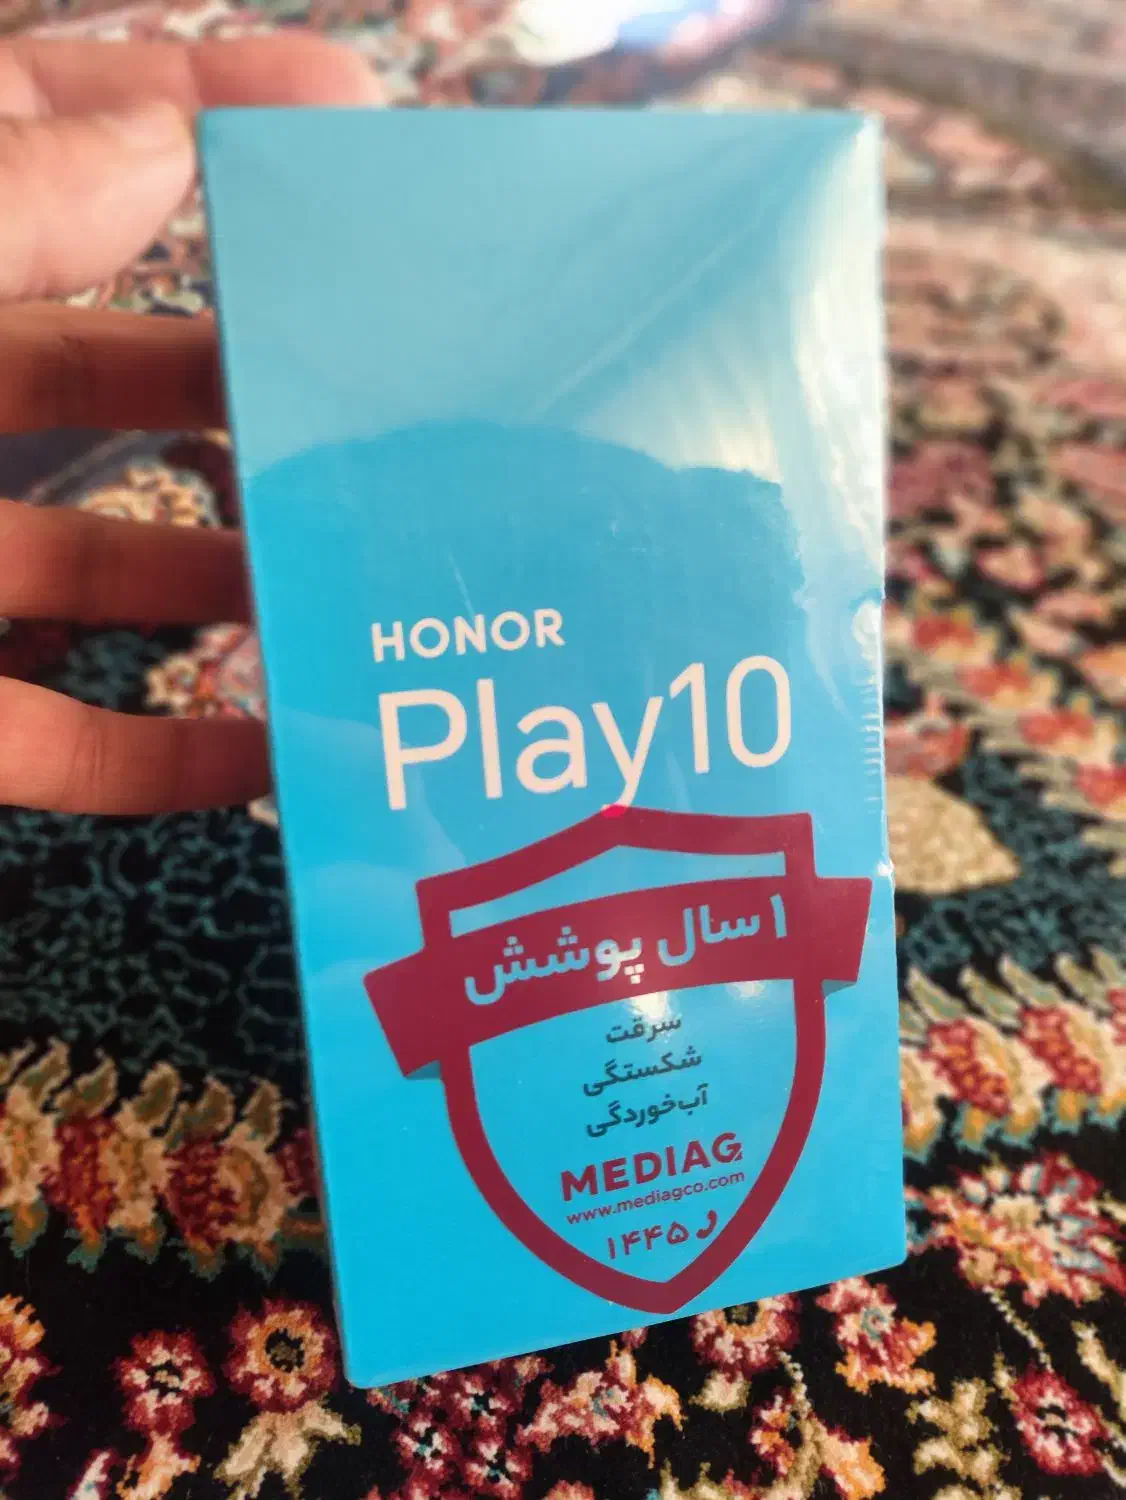 HONOR
Play10
۱ سال پوشش
سرقت
شکستگی
آب‌خوردگی
MEDIAG
www.mediagco.com
۱۴۴۵